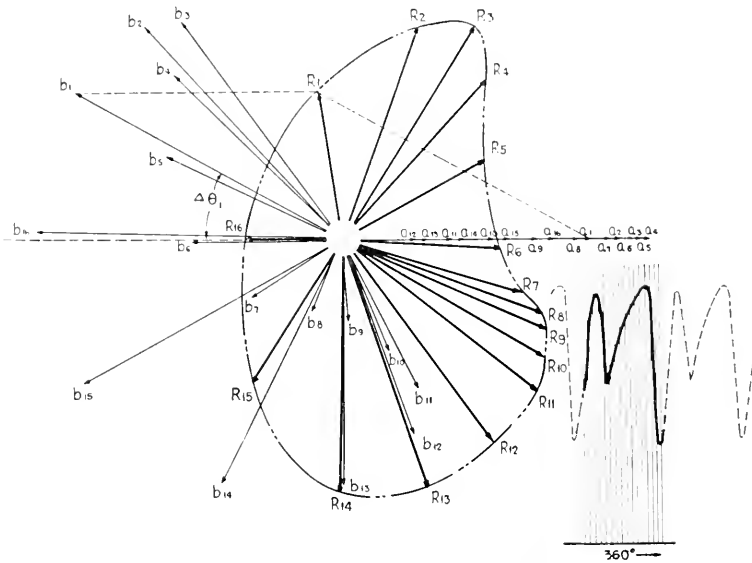 b₂ b₃ R₂ R₃
b₄ R₁ R₄
b₁
b₅ R₅
Δθ₁
b₁₆ R₁₆ a₁₂ a₁₃ a₁₁ a₁₄ a₁₀ a₁₅ a₁₆ a₁ a₂ a₃ a₄
b₆ R₆ a₉ a₈ a₇ a₆ a₅
b₇ b₈ b₉ R₇
R₈
R₉
b₁₀ R₁₀
R₁₅ b₁₁ R₁₁
b₁₅
b₁₂ R₁₂
b₁₄ b₁₃ R₁₃
R₁₄
360°